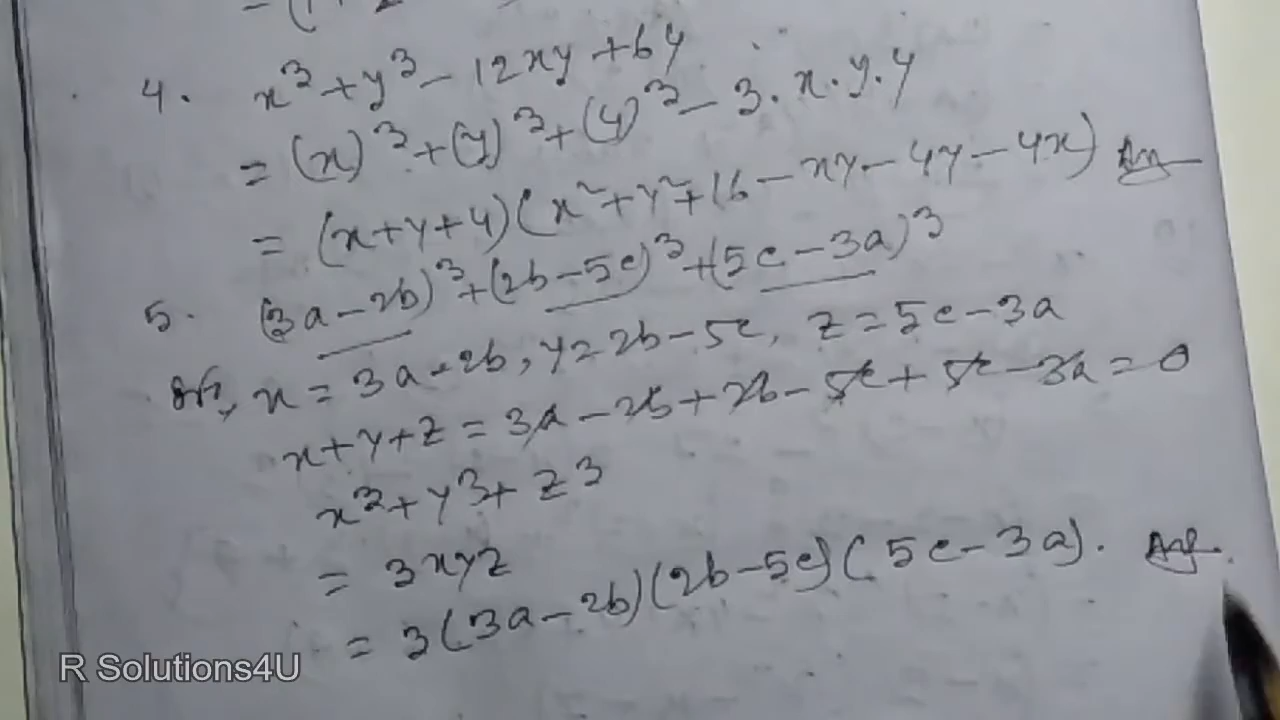 4. x³ + y³ - 12xy + 64
= (x)³ + (y)³ + (4)³ - 3. x. y. 4
= (x+y+4)(x²+y²+16-xy-4y-4x) Ans
5. (3a-2b)³+(2b-5c)³+(5c-3a)³
x = 3a-2b, y = 2b-5c, z = 5c-3a
x+y+z = 3a-2b+2b-5c+5c-3a = 0
x³+y³+z³
= 3xyz
= 3(3a-2b)(2b-5c)(5c-3a). Ans.
R Solutions4U